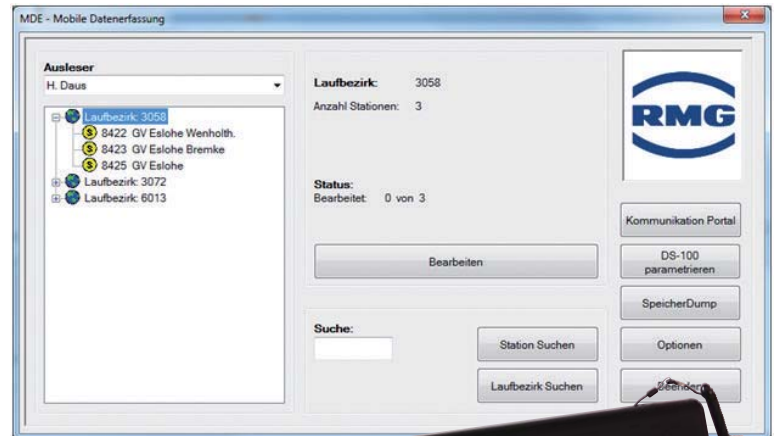 MDE - Mobile Datenerfassung
Ausleser
H. Daus
Laufbezirk: 3058
8422 GV Eslohe Wenholth.
8423 GV Eslohe Bremke
8425 GV Eslohe
Laufbezirk: 3072
Laufbezirk: 6013
Laufbezirk: 3058
Anzahl Stationen: 3
Status:
Bearbeitet: 0 von 3
Bearbeiten
Suche:
Station Suchen
Laufbezirk Suchen
RMG
Kommunikation Portal
DS-100
parametrieren
SpeicherDump
Optionen
Beenden